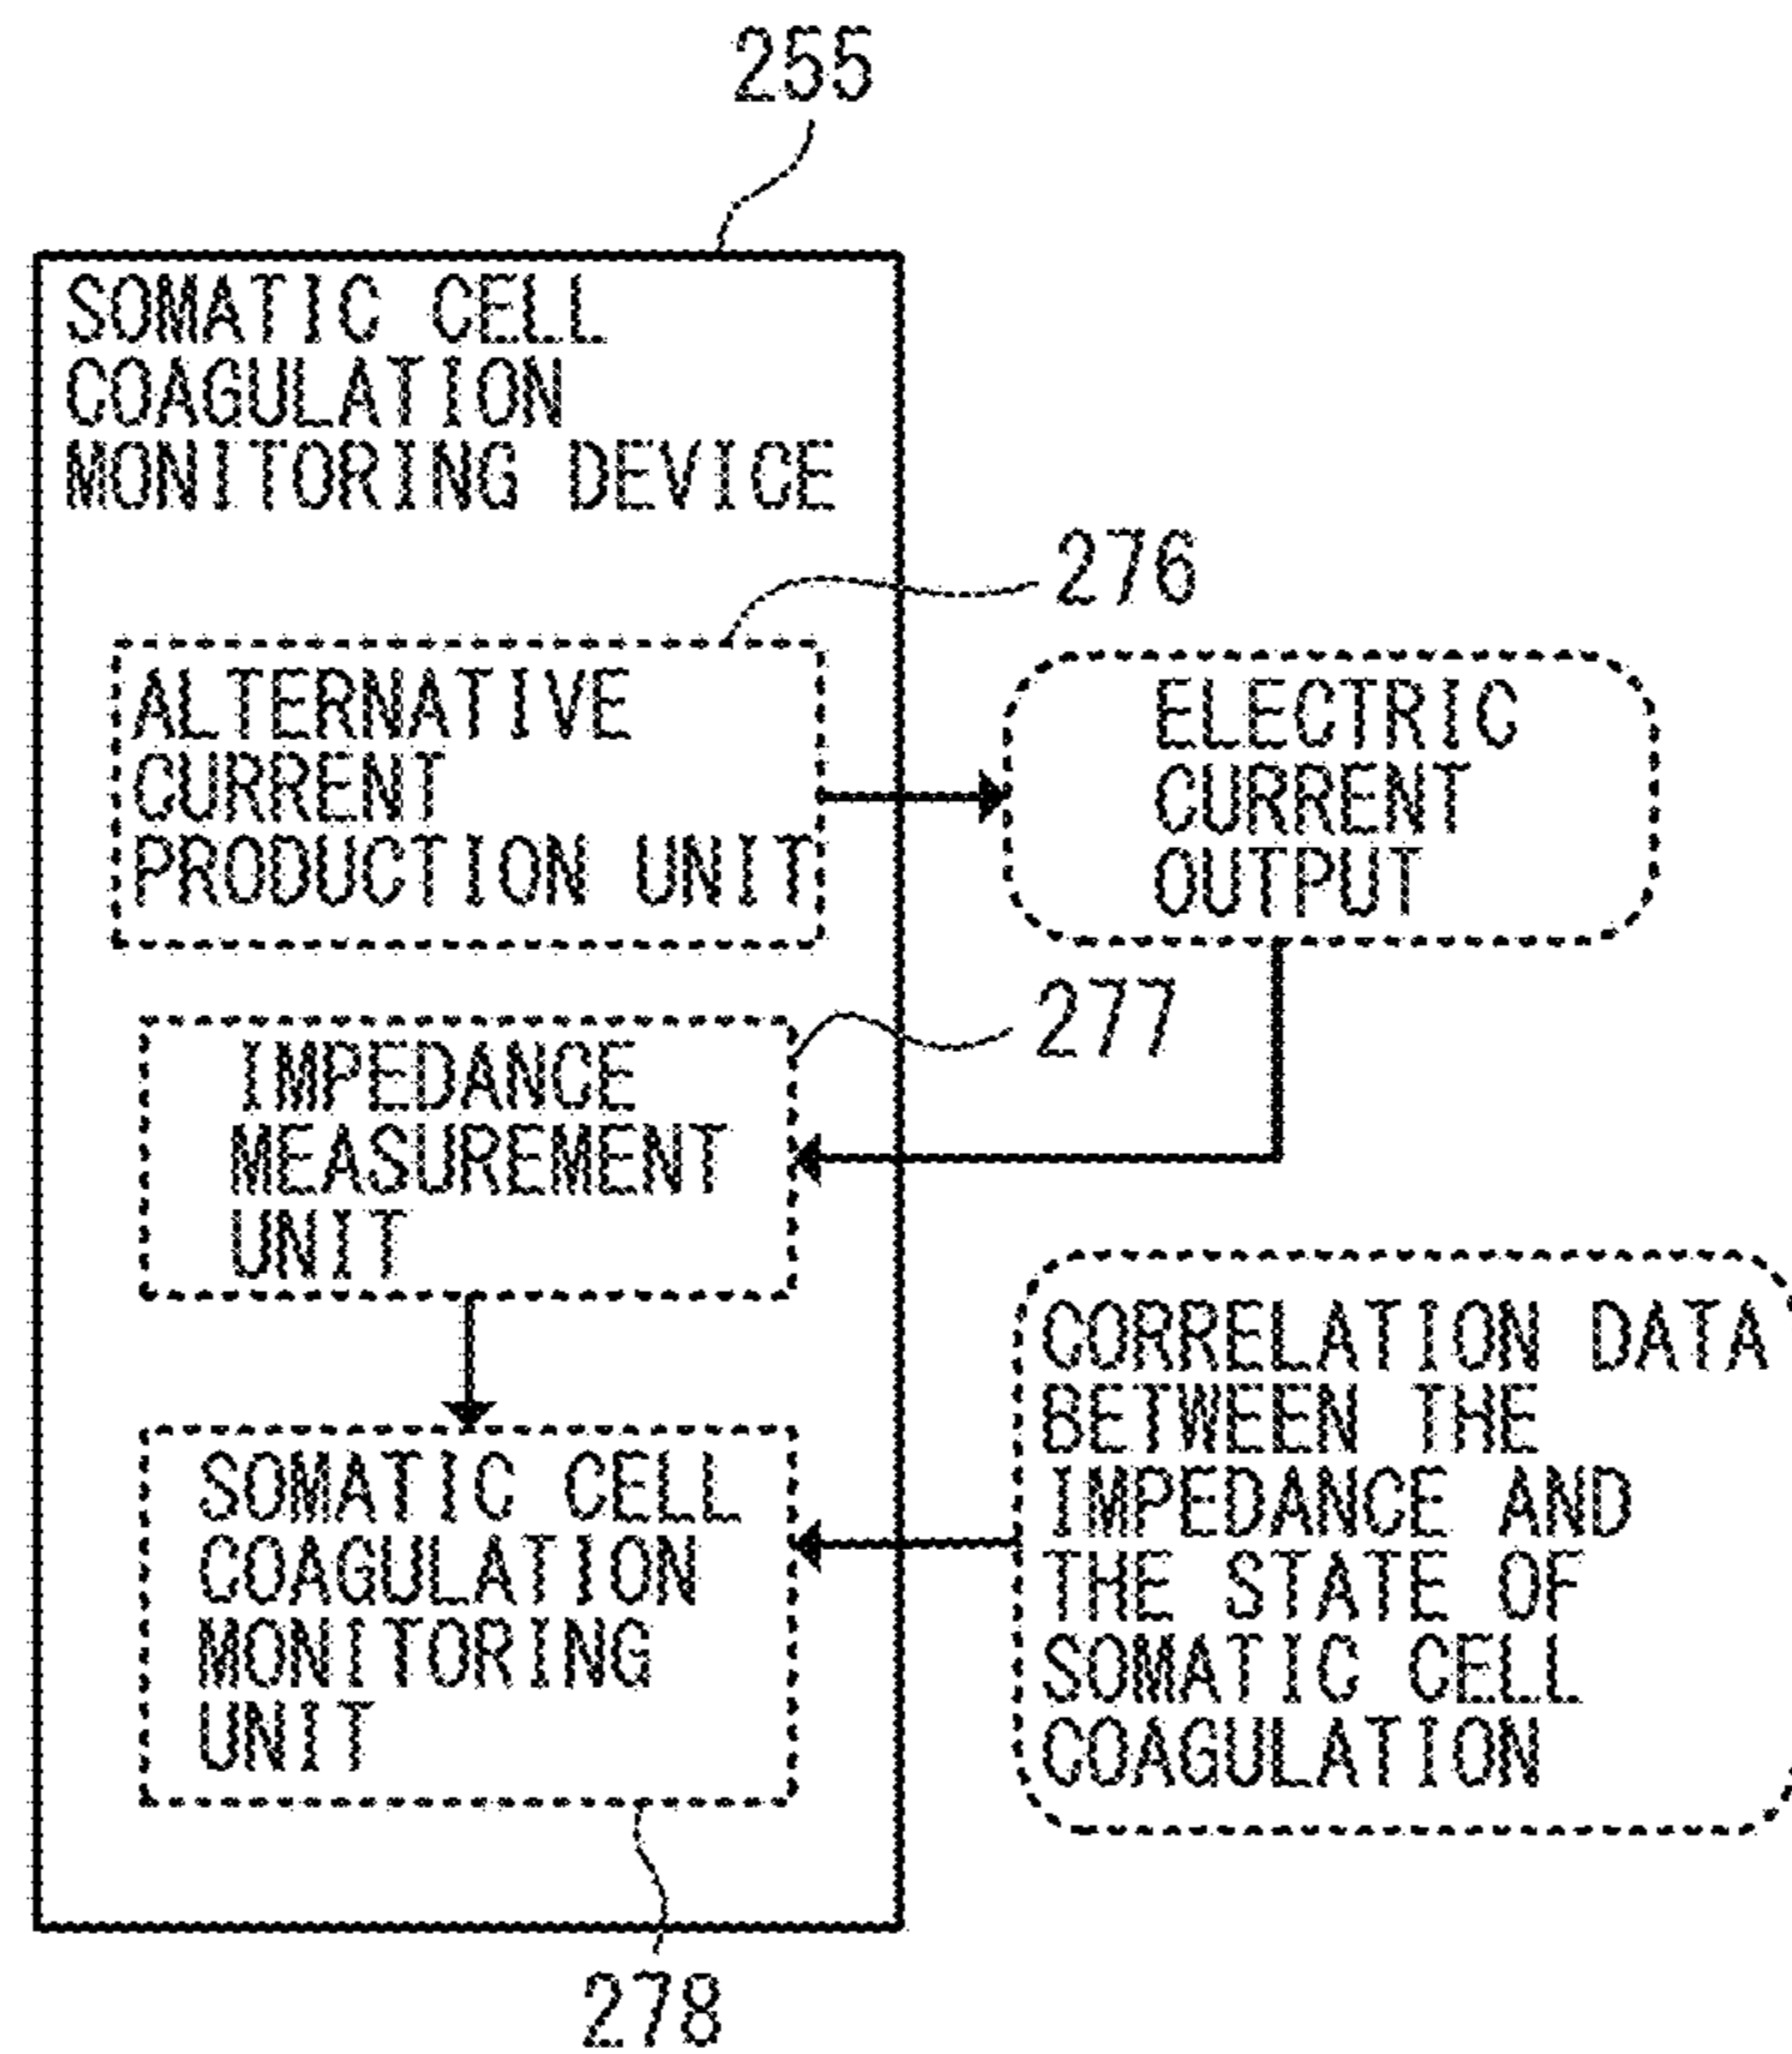 255
SOMATIC CELL
COAGULATION
MONITORING DEVICE
276
ALTERNATIVE
CURRENT
PRODUCTION UNIT
ELECTRIC
CURRENT
OUTPUT
277
IMPEDANCE
MEASUREMENT
UNIT
CORRELATION DATA
BETWEEN THE
IMPEDANCE AND
THE STATE OF
SOMATIC CELL
COAGULATION
SOMATIC CELL
COAGULATION
MONITORING
UNIT
278